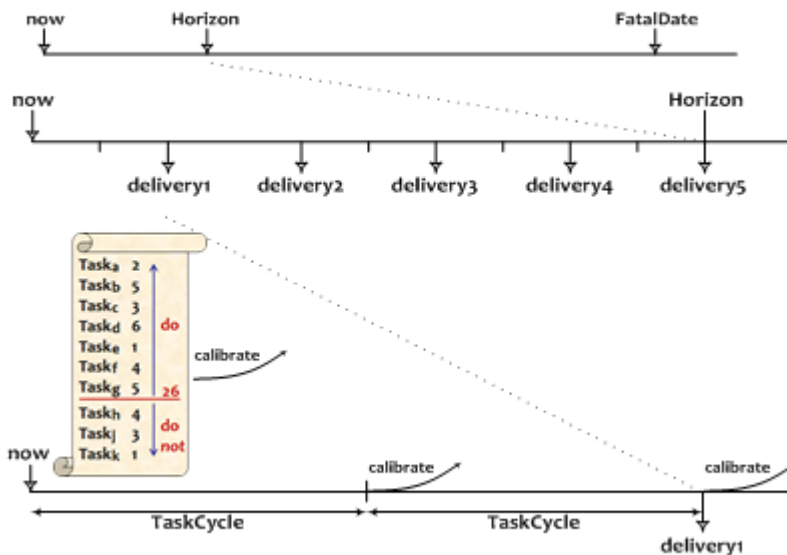 now Horizon FatalDate
now Horizon
delivery1 delivery2 delivery3 delivery4 delivery5
Taska 2
Taskb 5
Taskc 3
Taskd 6 do
Taske 1
Taskf 4 calibrate
Taskg 5 26
Taskh 4 do
Taskj 3 not
Taskk 1
now calibrate calibrate
TaskCycle TaskCycle
delivery1